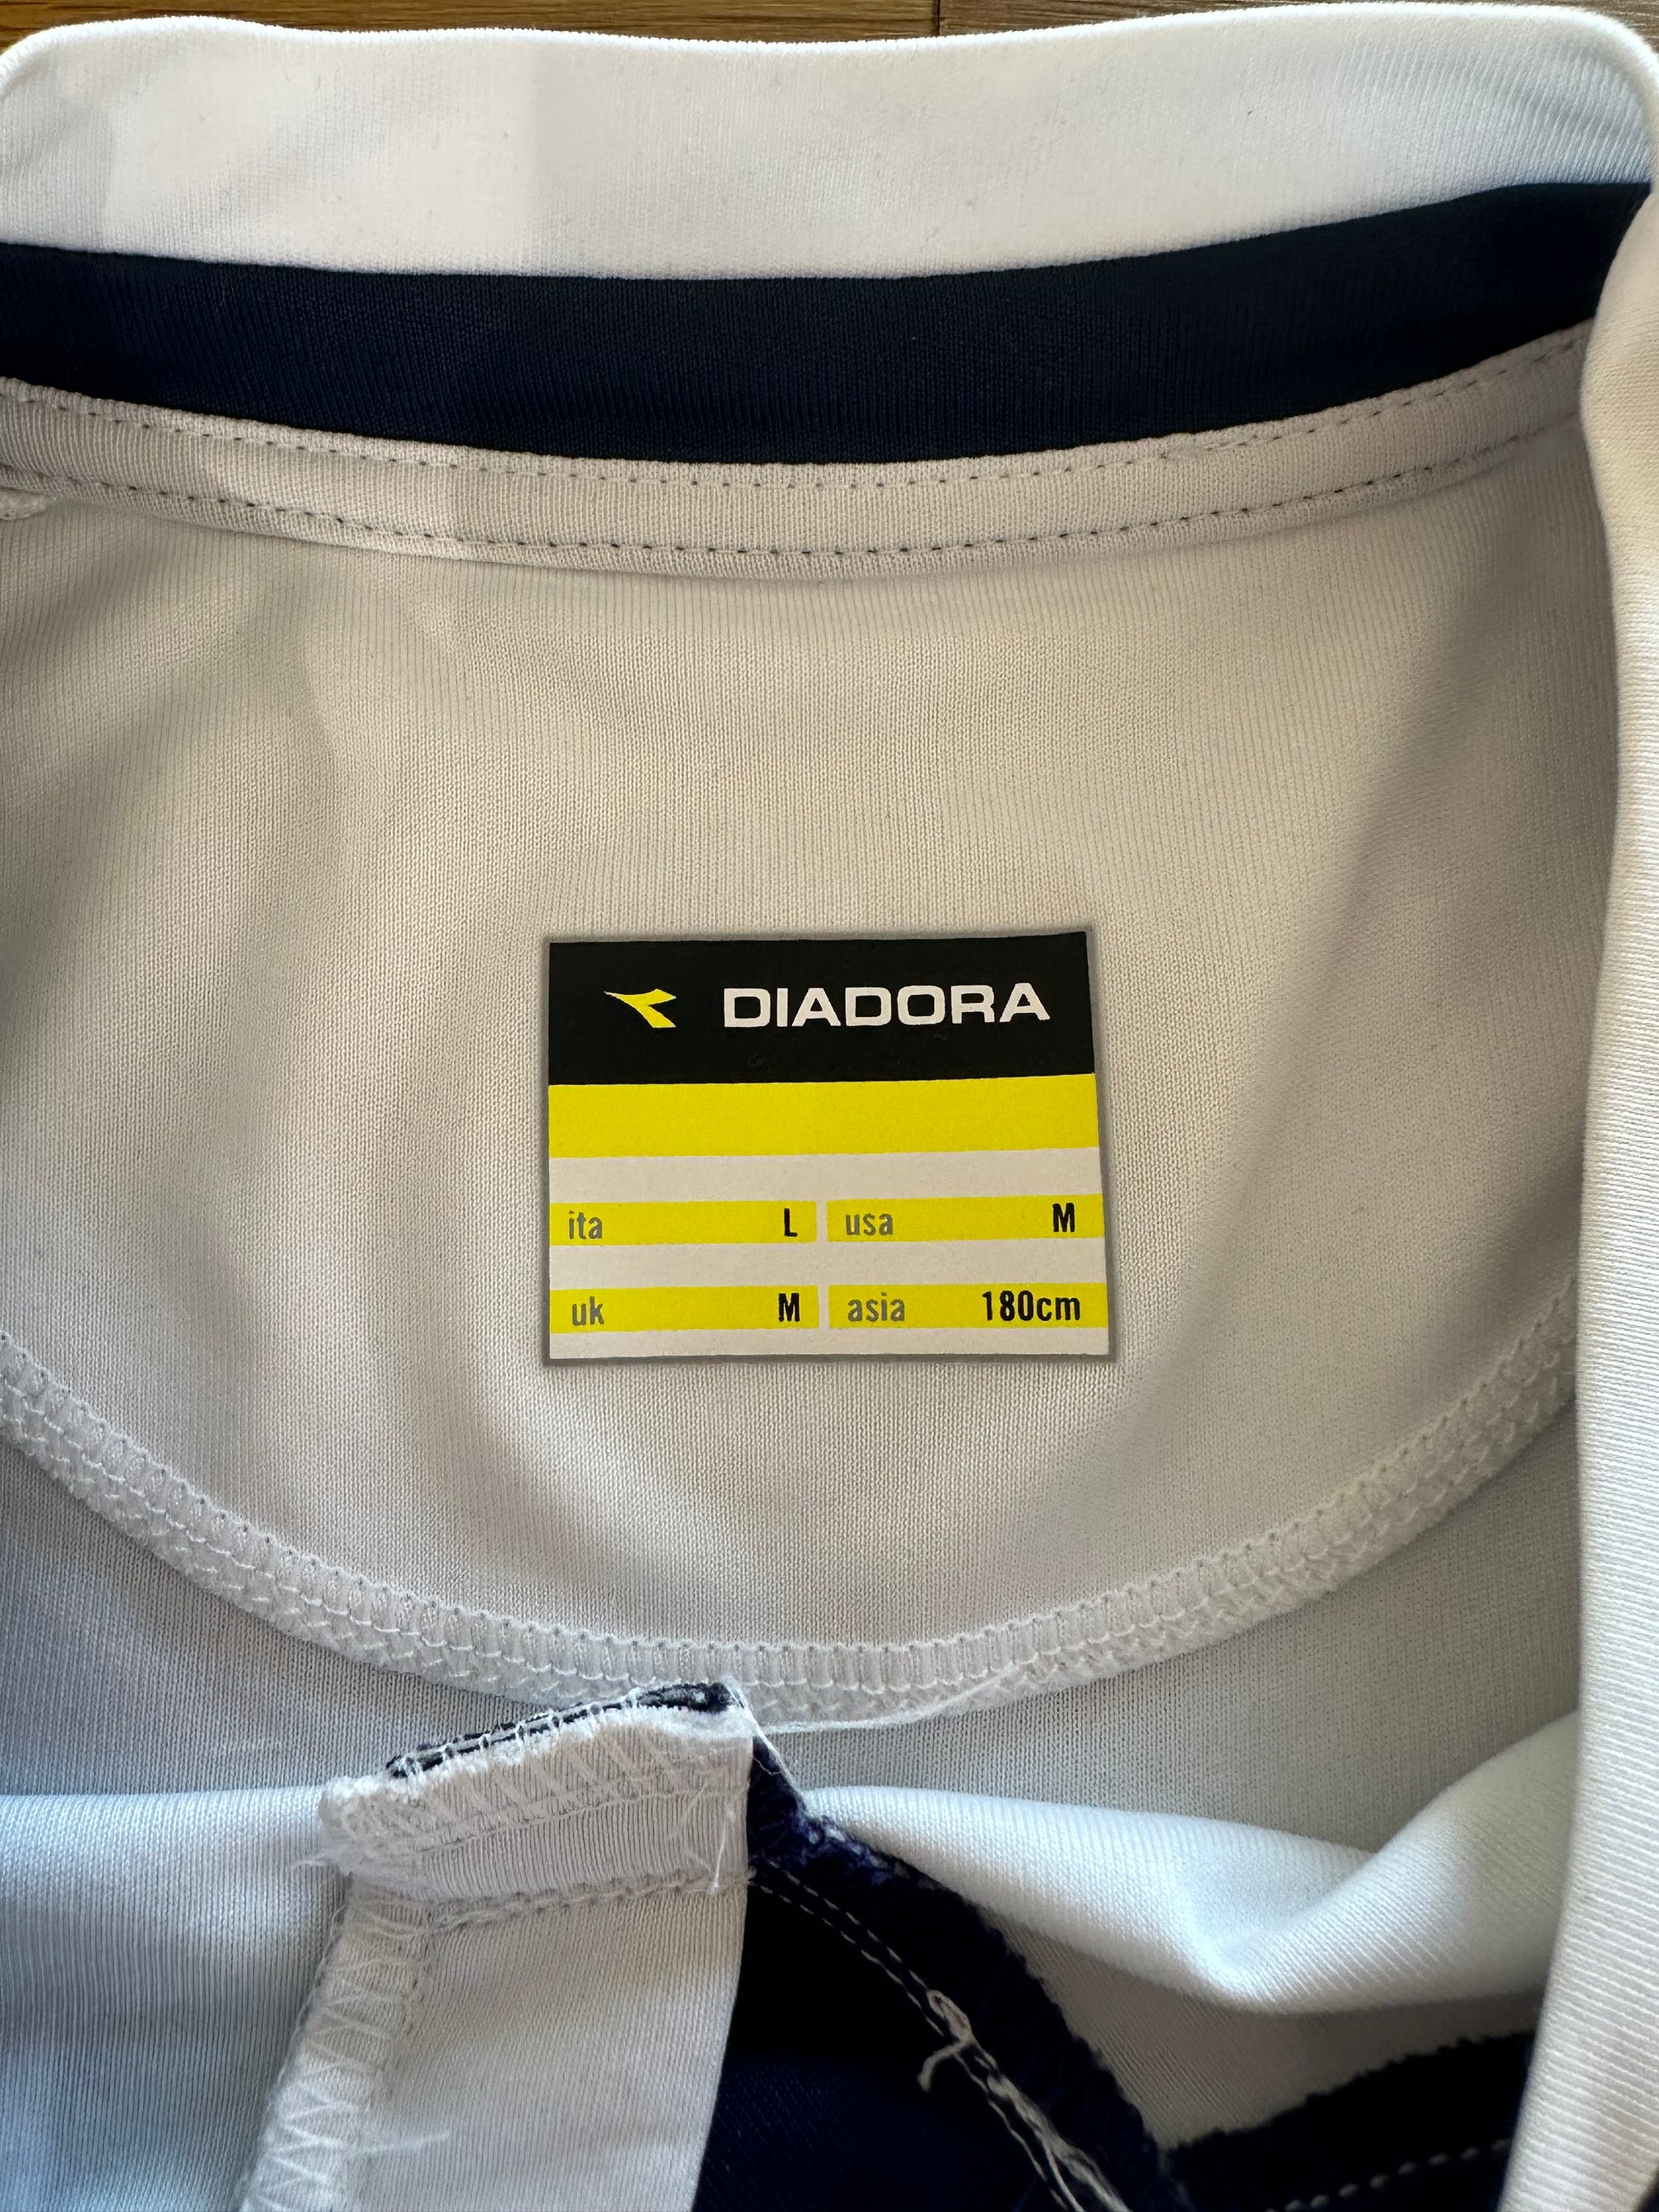 DIADORA
ita L usa M
uk M asia 180cm